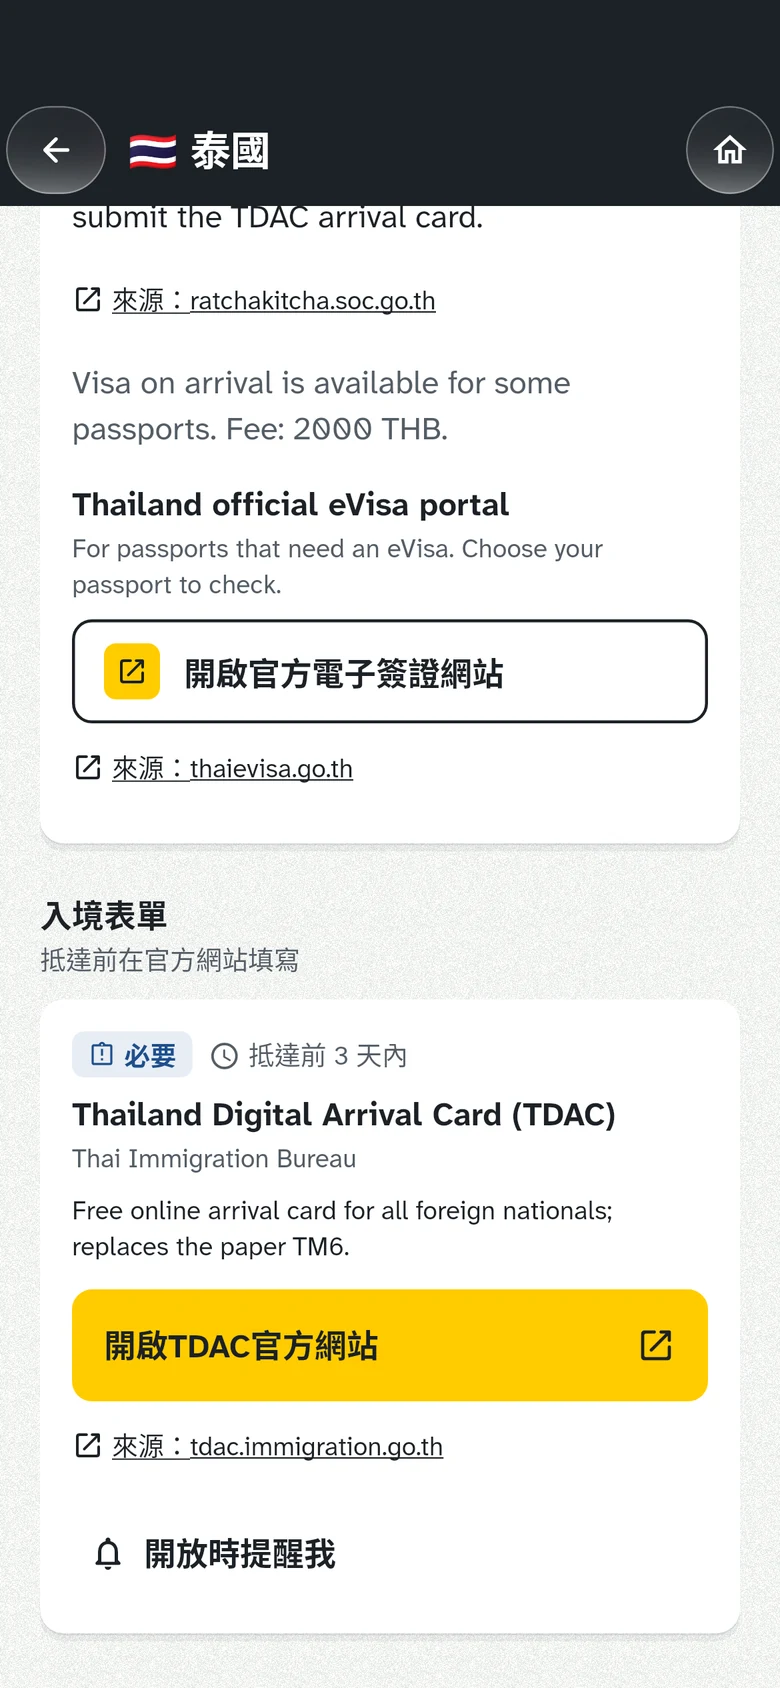 泰國
submit the TDAC arrival card.
來源：ratchakitcha.soc.go.th
Visa on arrival is available for some
passports. Fee: 2000 THB.
Thailand official eVisa portal
For passports that need an eVisa. Choose your
passport to check.
開啟官方電子簽證網站
來源：thaievisa.go.th
入境表單
抵達前在官方網站填寫
必要 抵達前 3 天內
Thailand Digital Arrival Card (TDAC)
Thai Immigration Bureau
Free online arrival card for all foreign nationals;
replaces the paper TM6.
開啟TDAC官方網站
來源：tdac.immigration.go.th
開放時提醒我